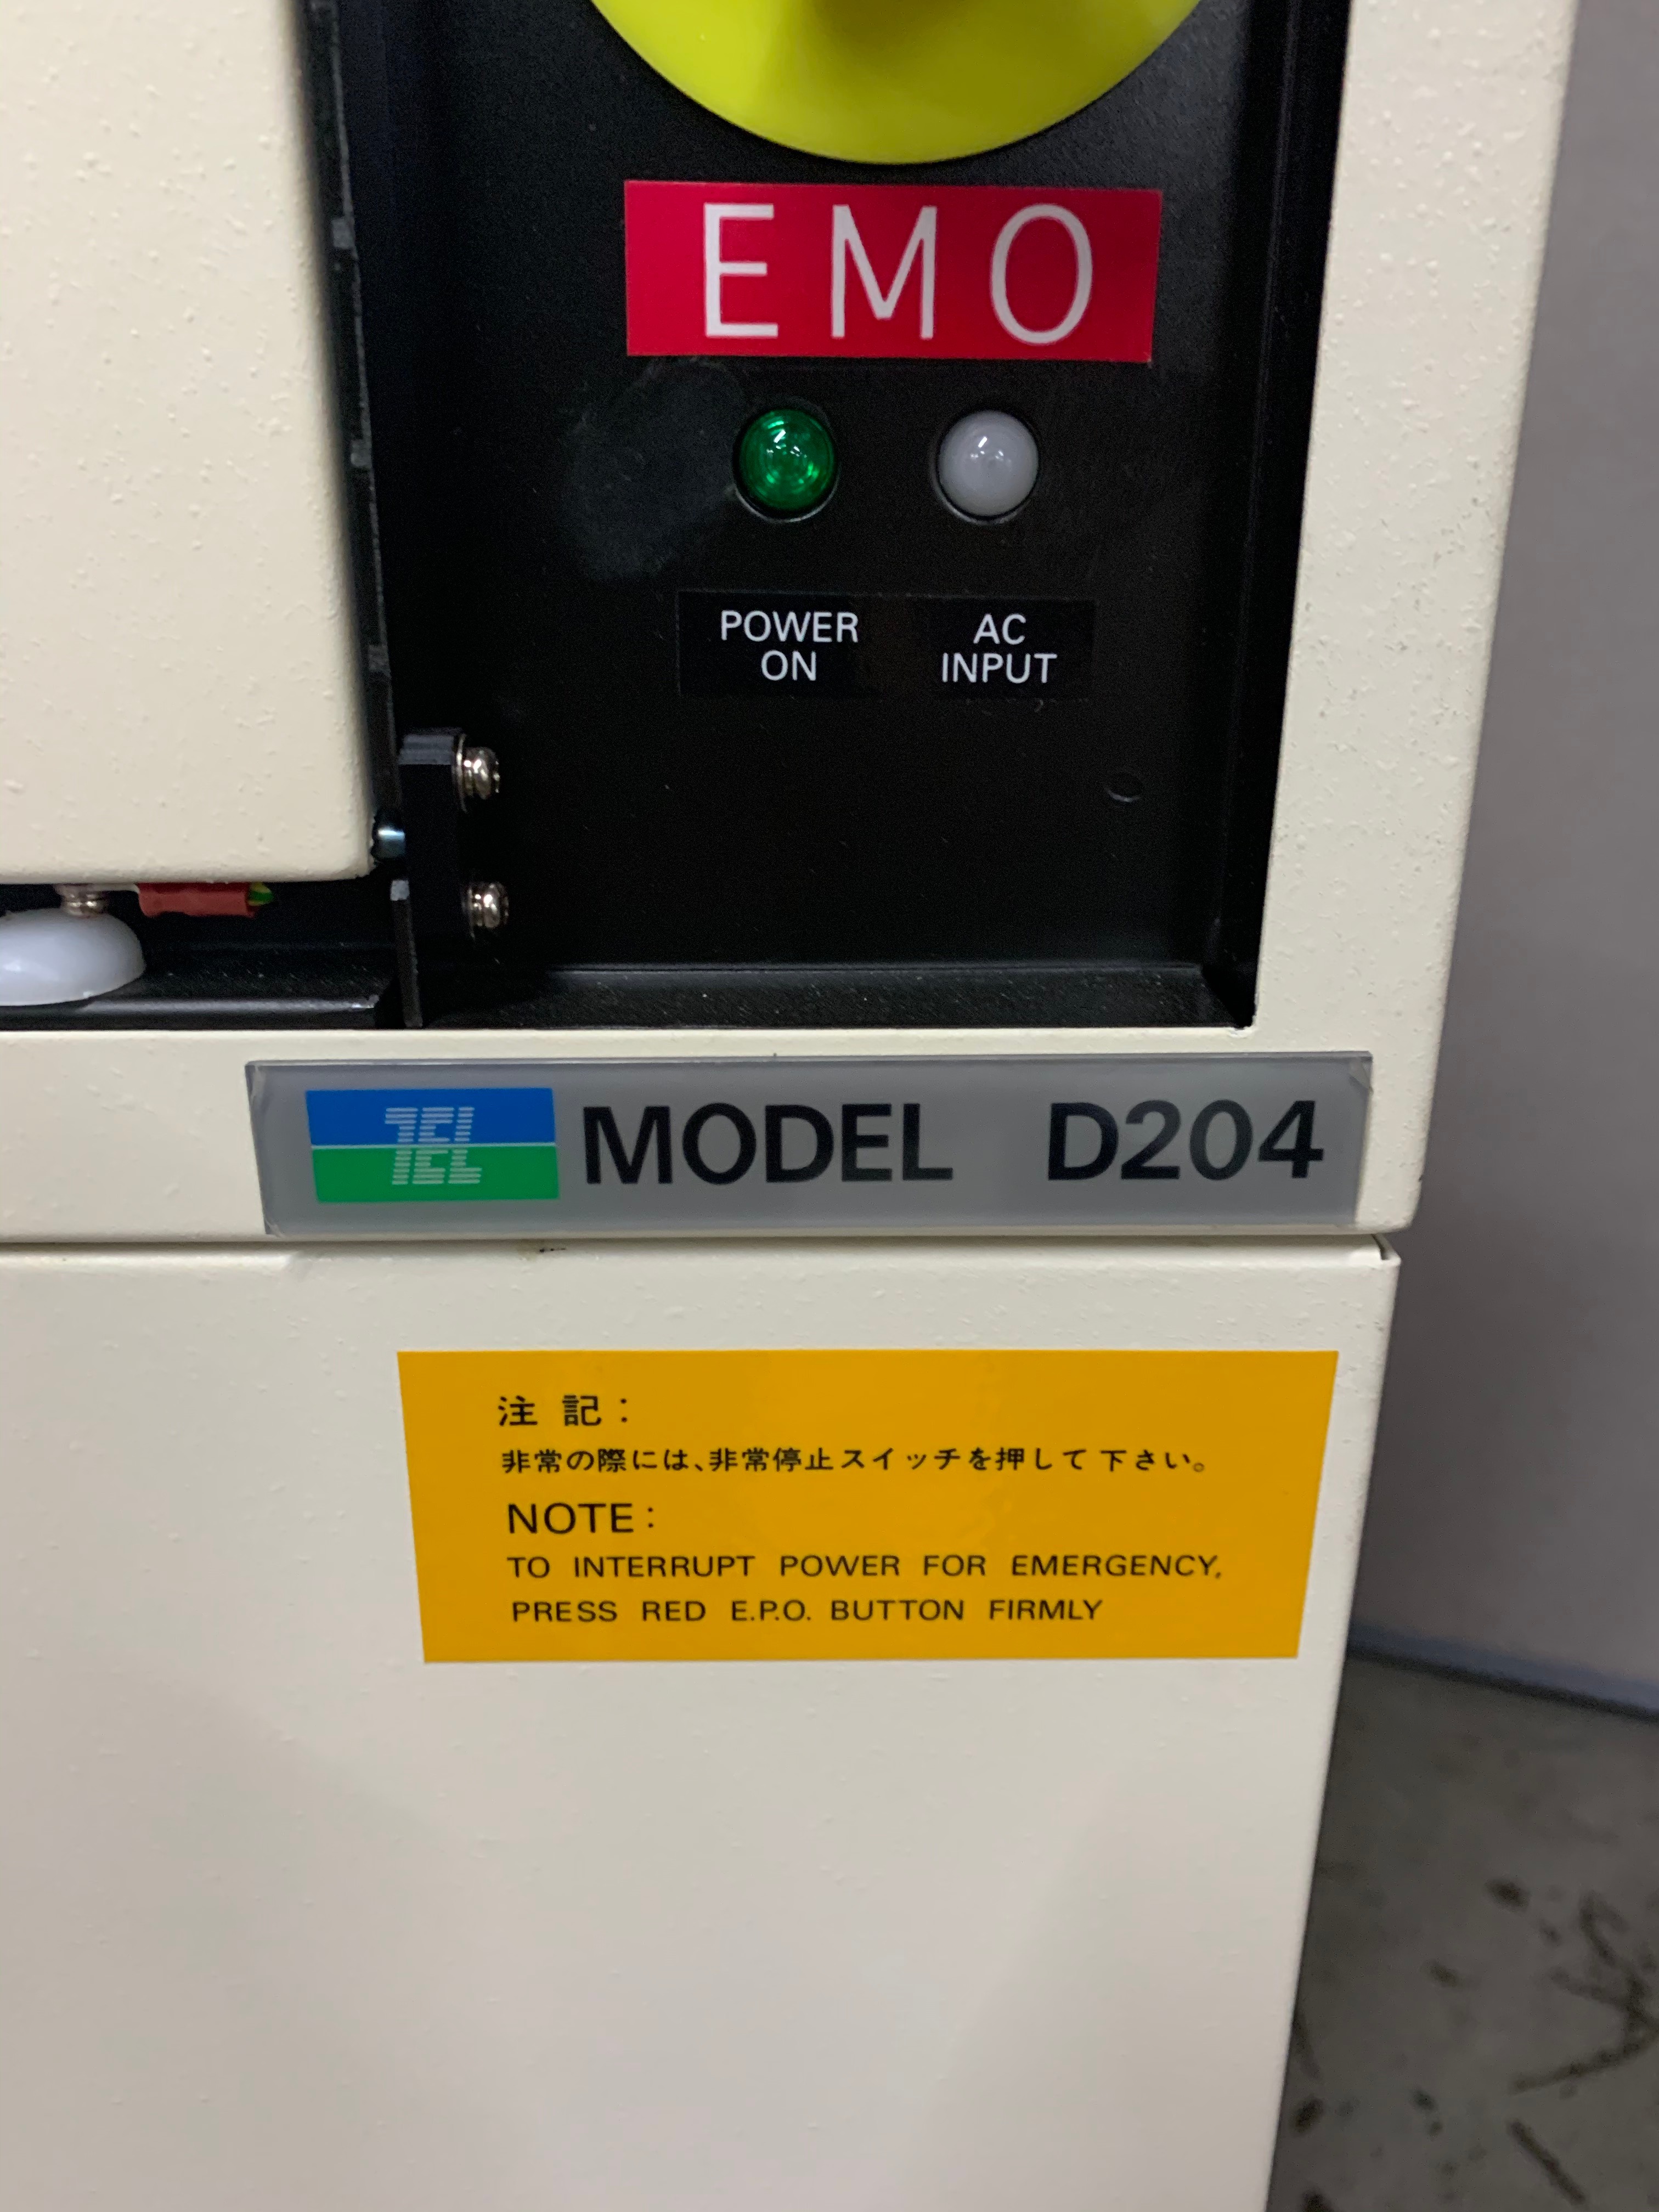 EMO
POWER
ON
AC
INPUT
TEL
MODEL D204
注記:
非常の際には、非常停止スイッチを押して下さい。
NOTE:
TO INTERRUPT POWER FOR EMERGENCY,
PRESS RED E.P.O. BUTTON FIRMLY